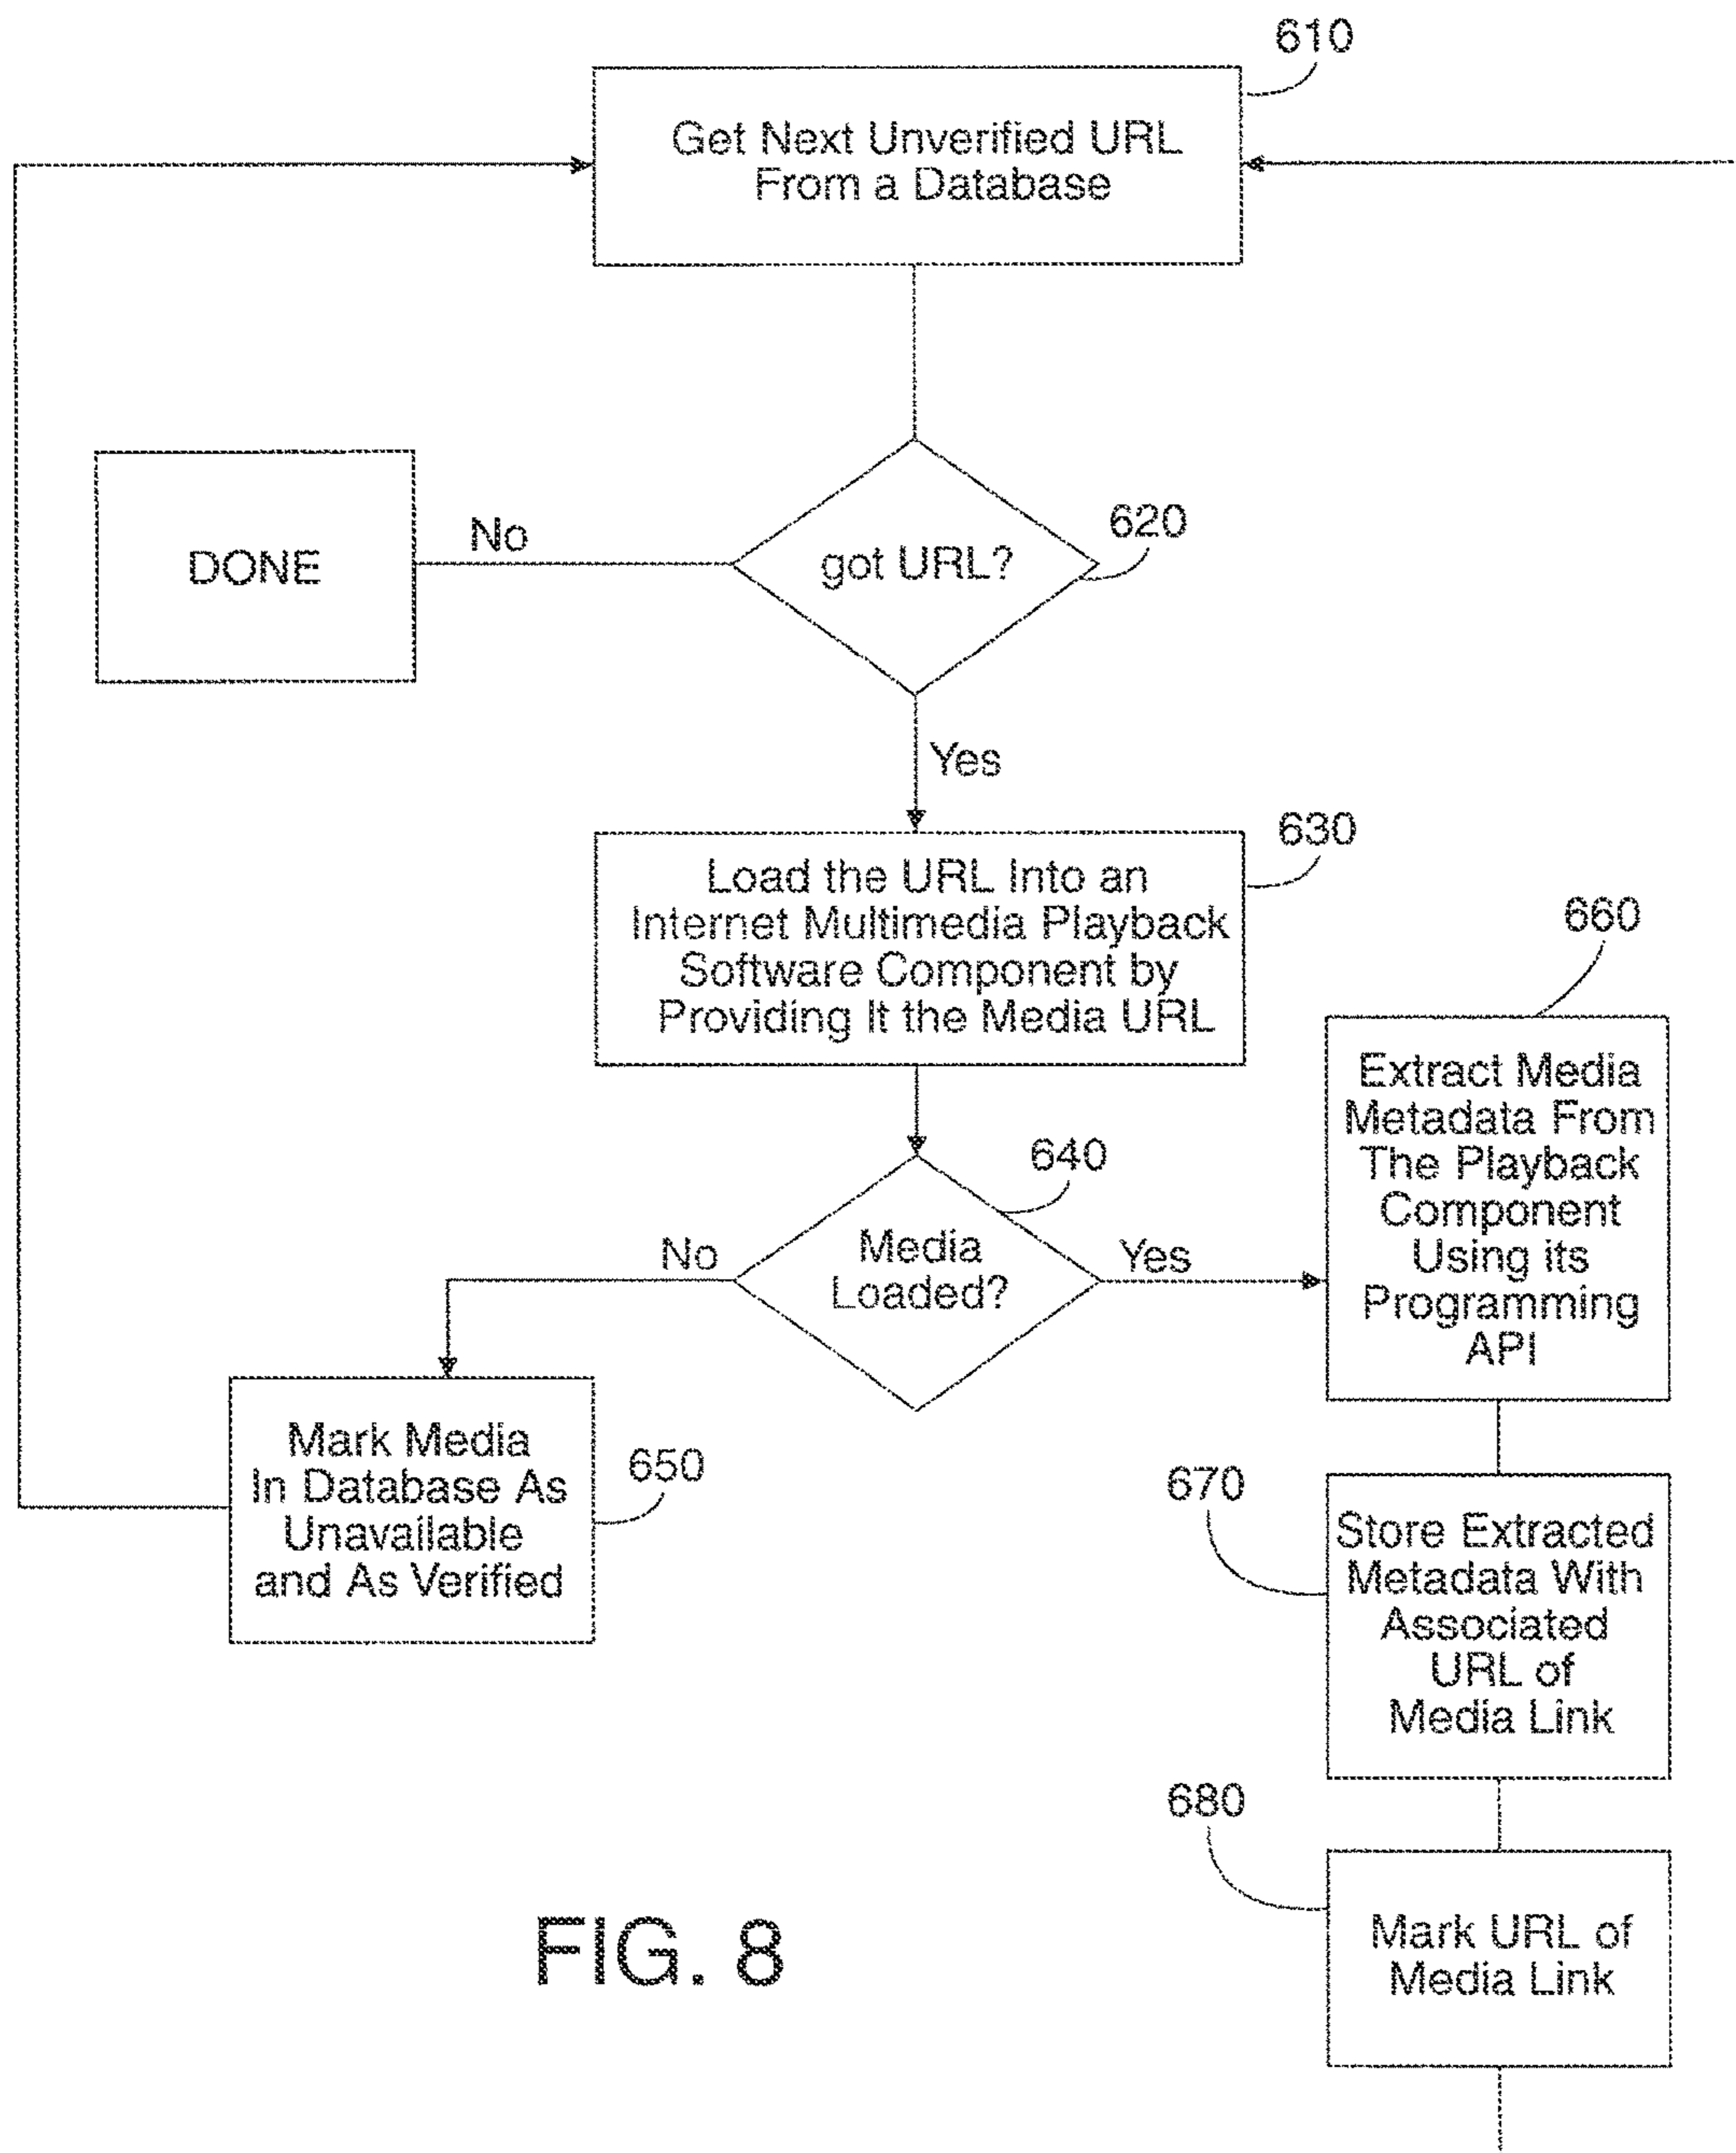 610
Get Next Unverified URL
From a Database
DONE
No
got URL?
620
Yes
630
Load the URL Into an
Internet Multimedia Playback
Software Component by
Providing It the Media URL
640
Media
Loaded?
No
Yes
660
Extract Media
Metadata From
The Playback
Component
Using its
Programming
API
Mark Media
In Database As
Unavailable
and As Verified
650
670
Store Extracted
Metadata With
Associated
URL of
Media Link
680
Mark URL of
Media Link
FIG. 8